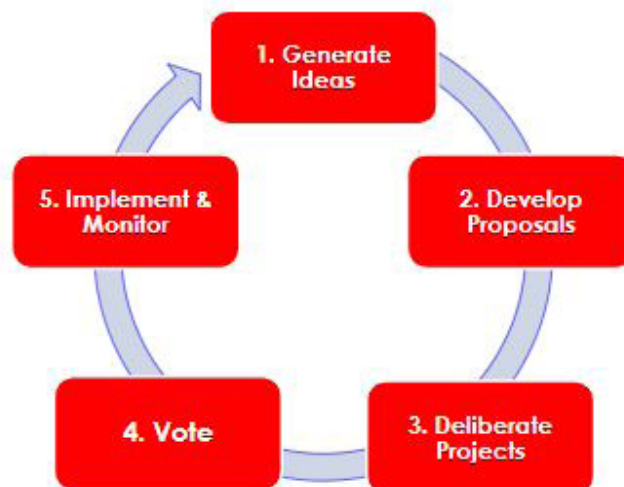 1. Generate
Ideas
2. Develop
Proposals
3. Deliberate
Projects
4. Vote
5. Implement &
Monitor